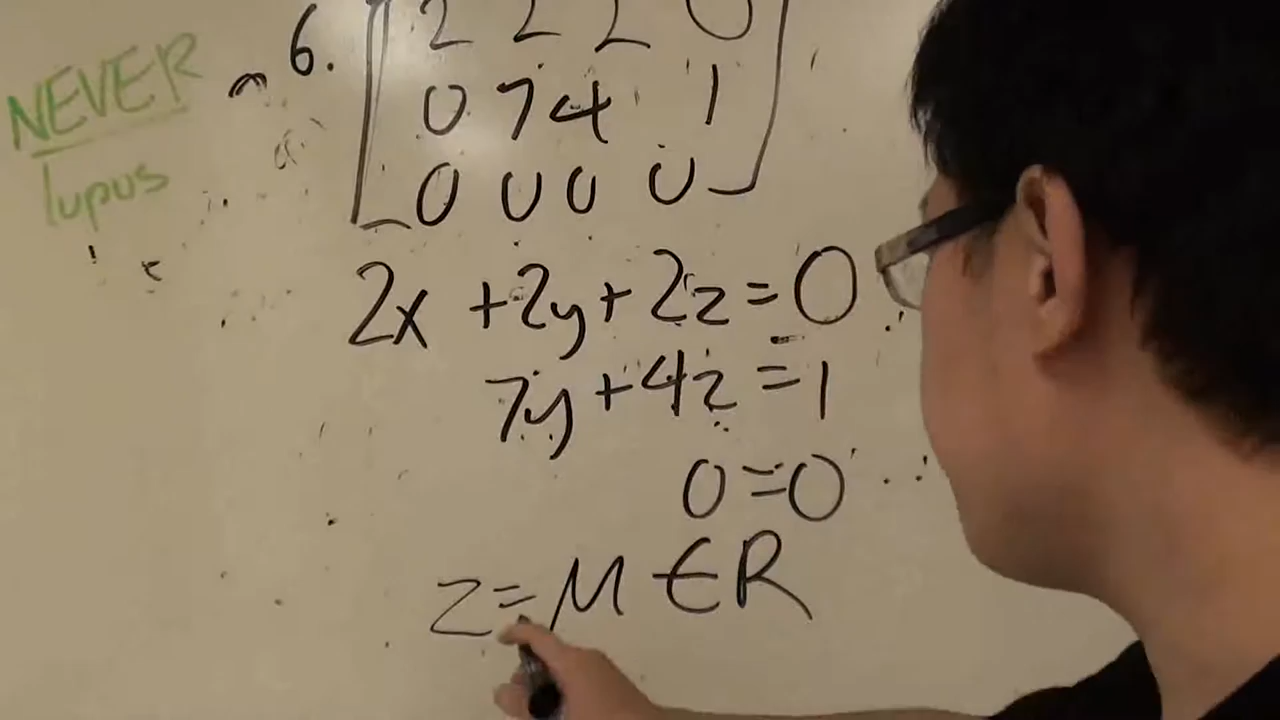 NEVER
lupus
6.
2 2 2 0
0 7 4 1
0 0 0 0
2x + 2y + 2z = 0
7y + 4z = 1
0 = 0
z = μ ∈ R